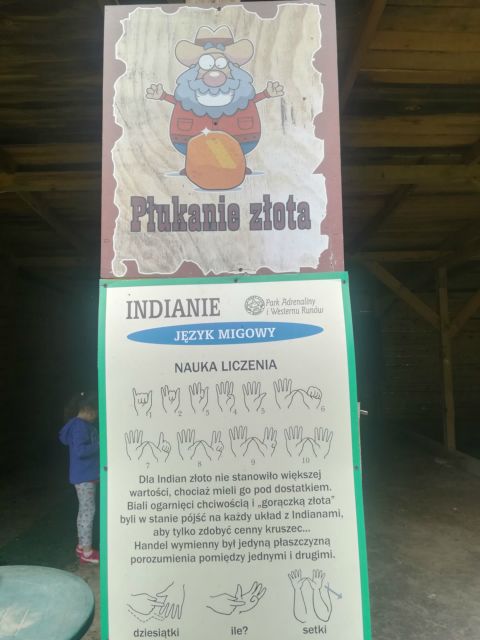 Płukanie złota
INDIANIE
Park Adrenaliny
i Westernu Runów
JĘZYK MIGOWY
NAUKA LICZENIA
1 2 3 4 5 6
7 8 9 10
Dla Indian złoto nie stanowiło większej
wartości, chociaż mieli go pod dostatkiem.
Biali ogarnięci chciwością i „gorączką złota”
byli w stanie pójść na każdy układ z Indianami,
aby tylko zdobyć cenny kruszec...
Handel wymienny był jedyną płaszczyzną
porozumienia pomiędzy jednymi i drugimi.
dziesiątki ile? setki